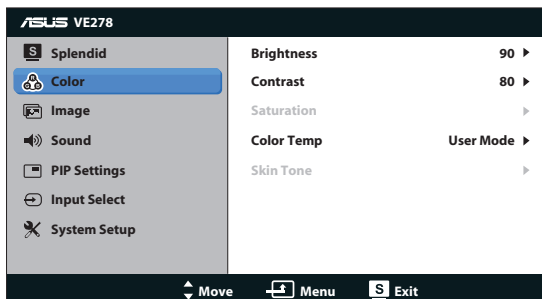 ASUS VE278
S Splendid
Color
Image
Sound
PIP Settings
Input Select
System Setup
Brightness 90
Contrast 80
Saturation
Color Temp User Mode
Skin Tone
Move Menu S Exit